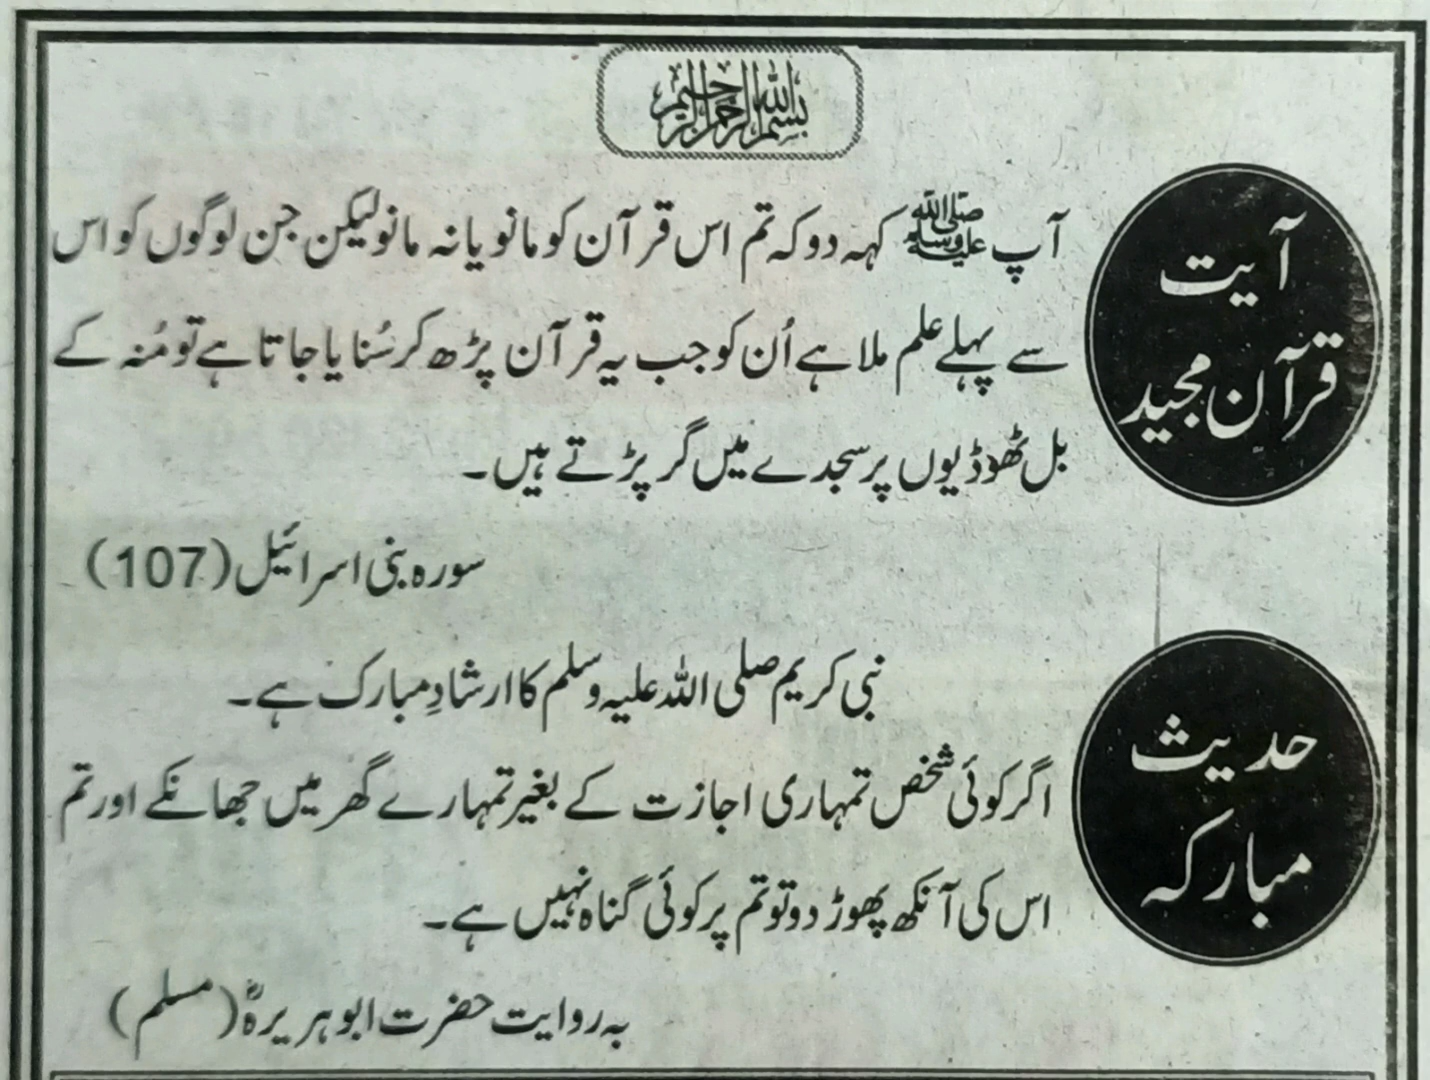 بسم اللہ الرحمن الرحیم
آیت
قرآن مجید
آپ ﷺ کہہ دو کہ تم اس قرآن کو مانو یا نہ مانو لیکن جن لوگوں کو اس
سے پہلے علم ملا ہے اُن کو جب یہ قرآن پڑھ کر سُنایا جاتا ہے تو مُنہ کے
بل ٹھوڈیوں پر سجدے میں گر پڑتے ہیں۔
سورہ بنی اسرائیل (107)
حدیث
مبارکہ
نبی کریم صلی اللہ علیہ وسلم کا ارشادِ مبارک ہے۔
اگر کوئی شخص تمہاری اجازت کے بغیر تمہارے گھر میں جھانکے اور تم
اس کی آنکھ پھوڑ دو تو تم پر کوئی گناہ نہیں ہے۔
بہ روایت حضرت ابو ہریرہؓ (مسلم)